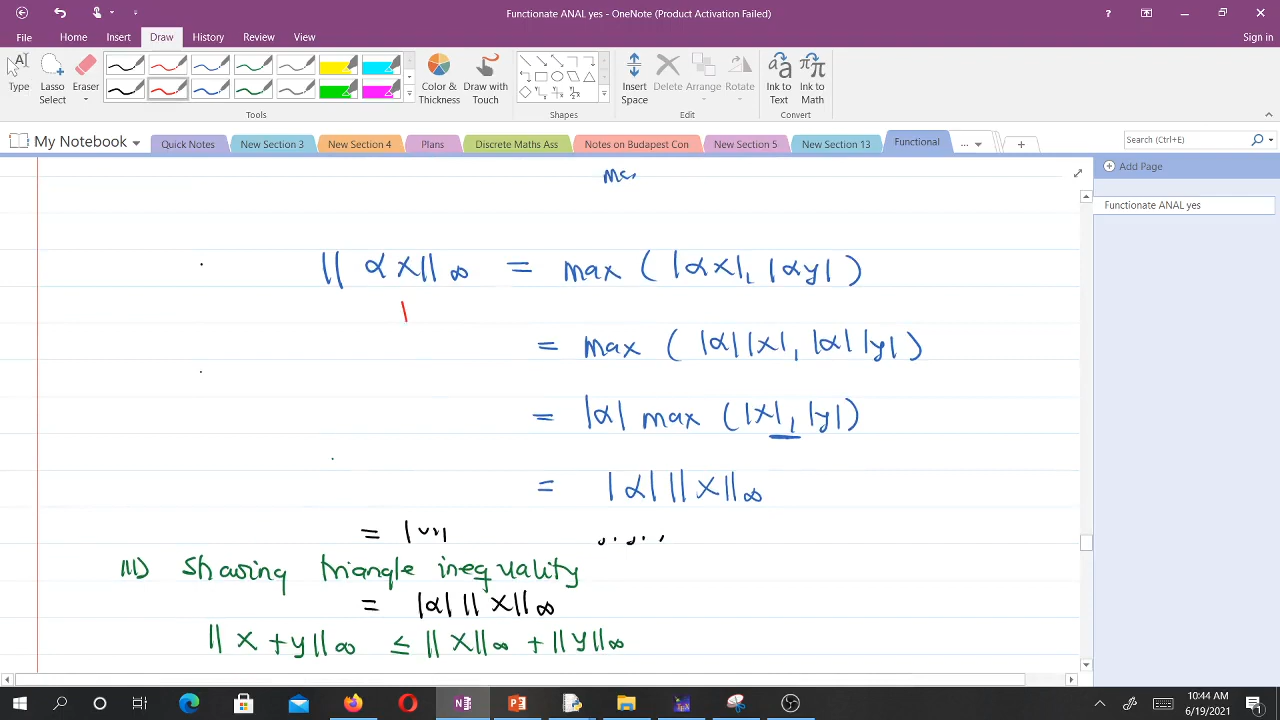 Functionate ANAL yes - OneNote (Product Activation Failed)
File Home Insert Draw History Review View Sign in
Type
Lasso Select
Eraser
Color & Thickness
Draw with Touch
Insert Space
Delete Arrange Rotate
Ink to Text
Ink to Math
Tools Shapes Edit Convert
My Notebook Quick Notes New Section 3 New Section 4 Plans Discrete Maths Ass Notes on Budapest Con New Section 5 New Section 13 Functional ... + Search (Ctrl+E)
Add Page
Functionate ANAL yes
|| αx||∞ = max (|αx|, |αy|)
= max (|α||x|, |α||y|)
= |α| max (|x|, |y|)
= |α| ||x||∞
III) Showing triangle inequality
= |α| ||x||∞
|| x + y||∞ ≤ ||x||∞ + ||y||∞
10:44 AM
6/19/2021